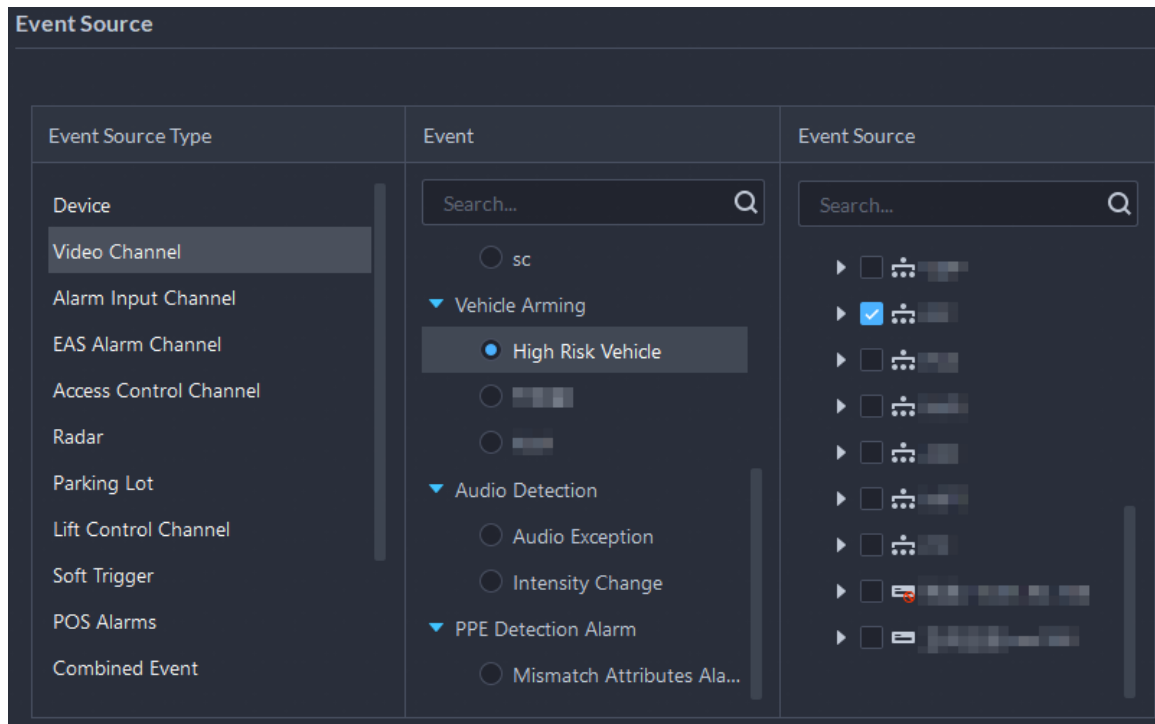 Event Source
Event Source Type
Event
Event Source
Device
Video Channel
Alarm Input Channel
EAS Alarm Channel
Access Control Channel
Radar
Parking Lot
Lift Control Channel
Soft Trigger
POS Alarms
Combined Event
Search...
sc
Vehicle Arming
High Risk Vehicle
Audio Detection
Audio Exception
Intensity Change
PPE Detection Alarm
Mismatch Attributes Ala...
Search...